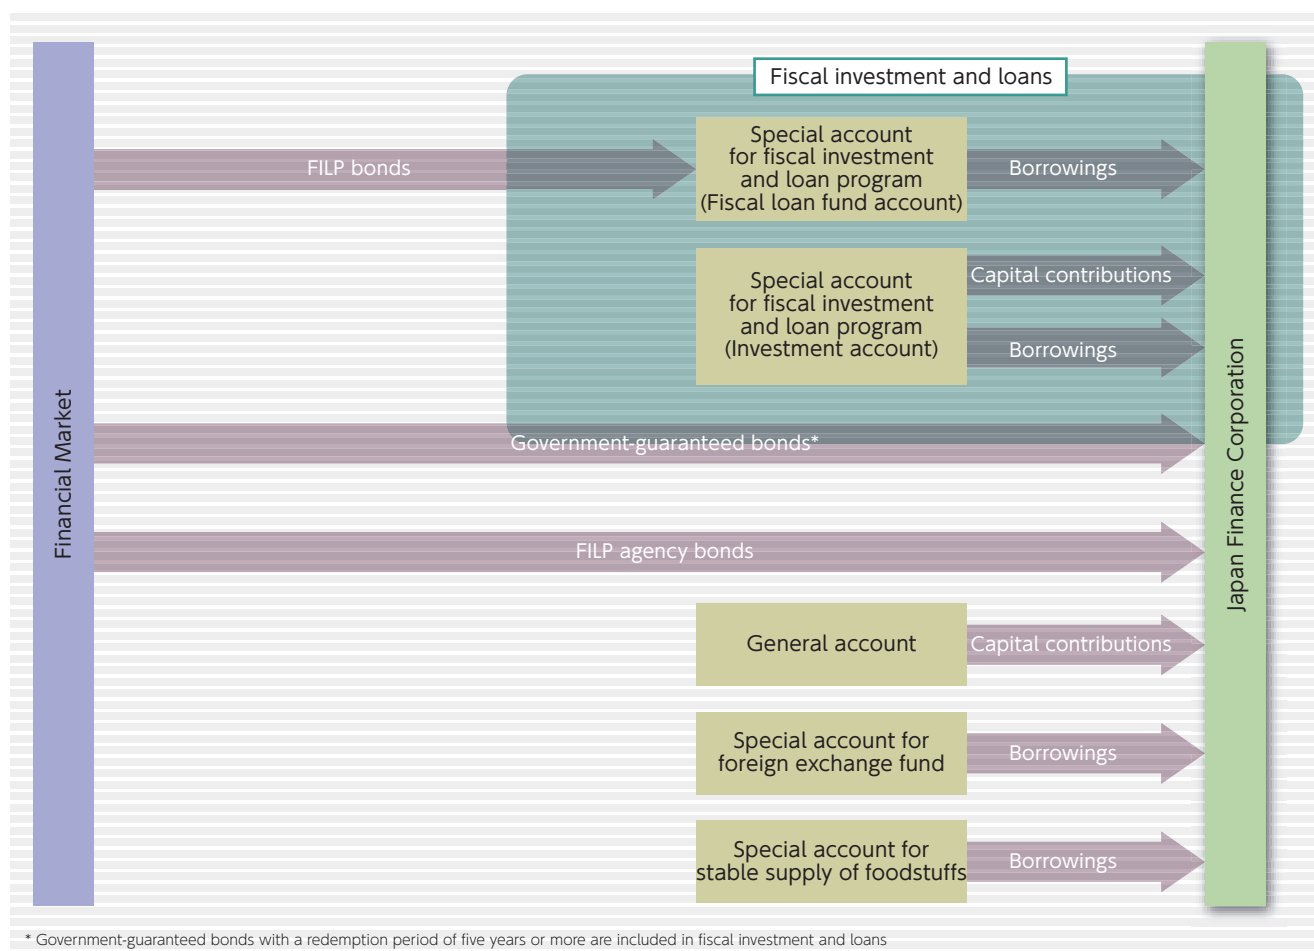 Fiscal investment and loans
Financial Market
FILP bonds
Special account
for fiscal investment
and loan program
(Fiscal loan fund account)
Borrowings
Special account
for fiscal investment
and loan program
(Investment account)
Capital contributions
Borrowings
Government-guaranteed bonds*
FILP agency bonds
General account
Capital contributions
Special account for
foreign exchange fund
Borrowings
Special account for
stable supply of foodstuffs
Borrowings
Japan Finance Corporation
* Government-guaranteed bonds with a redemption period of five years or more are included in fiscal investment and loans